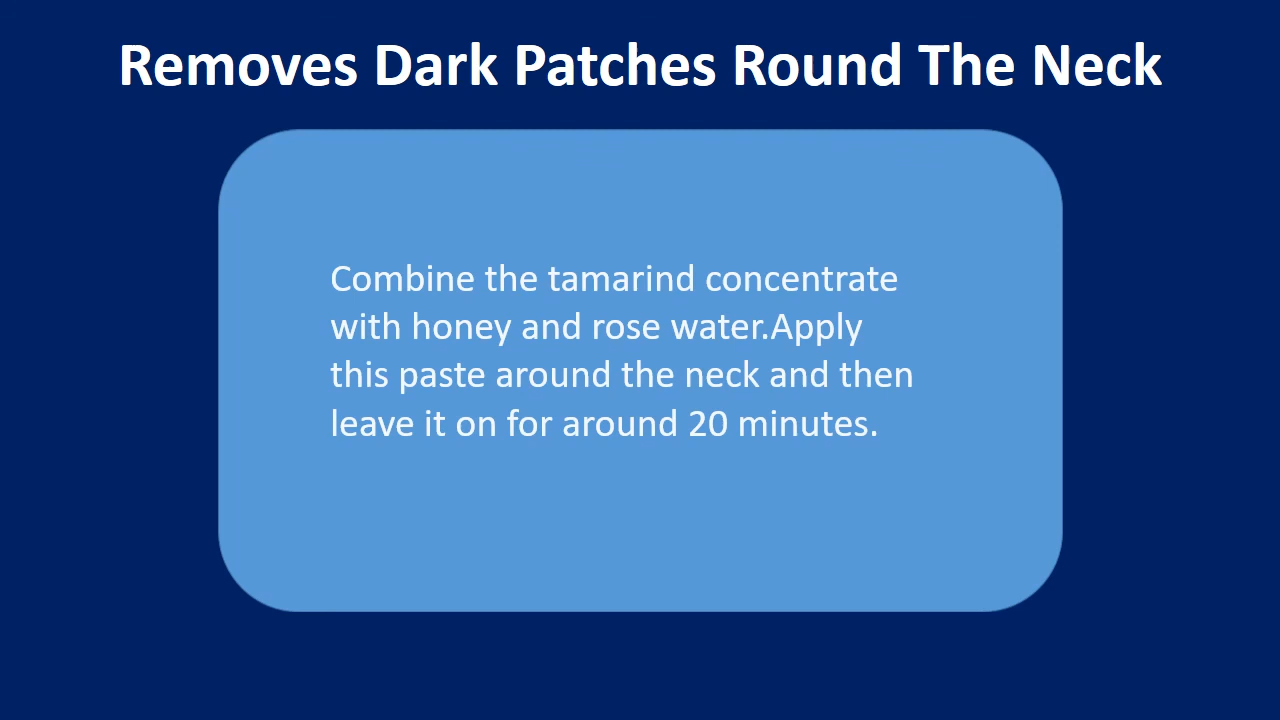 Removes Dark Patches Round The Neck
Combine the tamarind concentrate
with honey and rose water.Apply
this paste around the neck and then
leave it on for around 20 minutes.